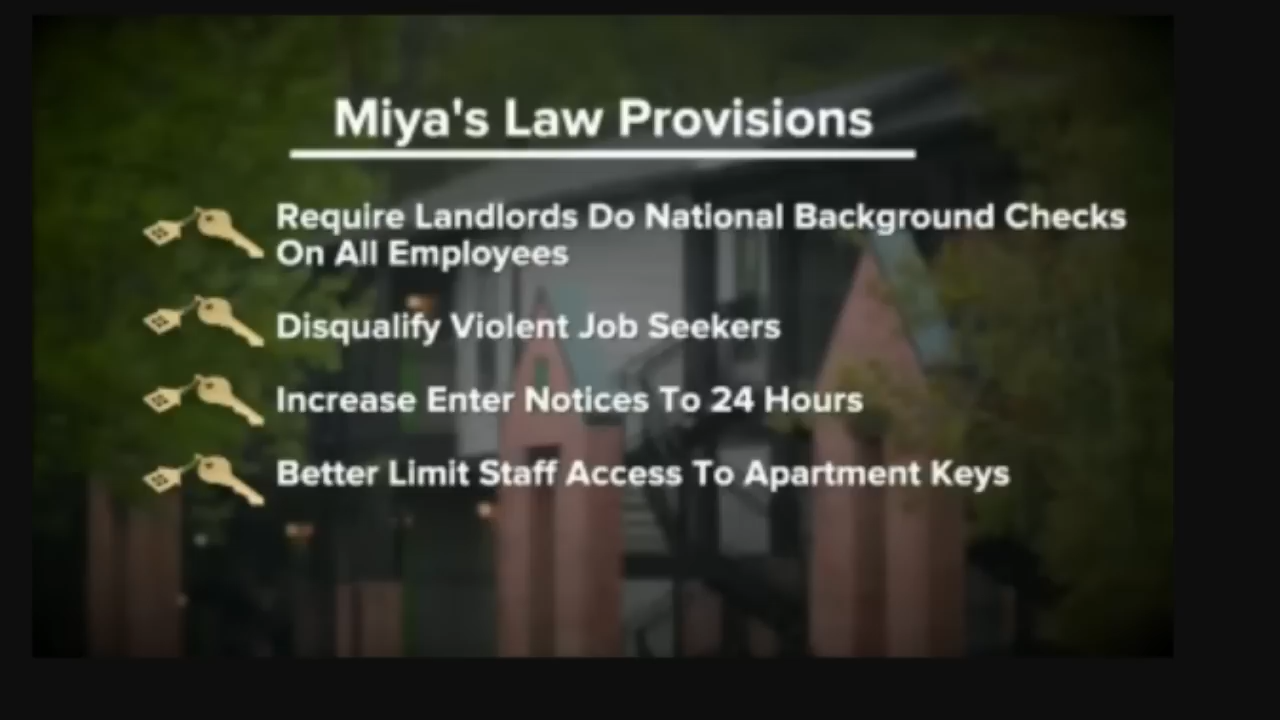 Miya's Law Provisions
Require Landlords Do National Background Checks
On All Employees
Disqualify Violent Job Seekers
Increase Enter Notices To 24 Hours
Better Limit Staff Access To Apartment Keys